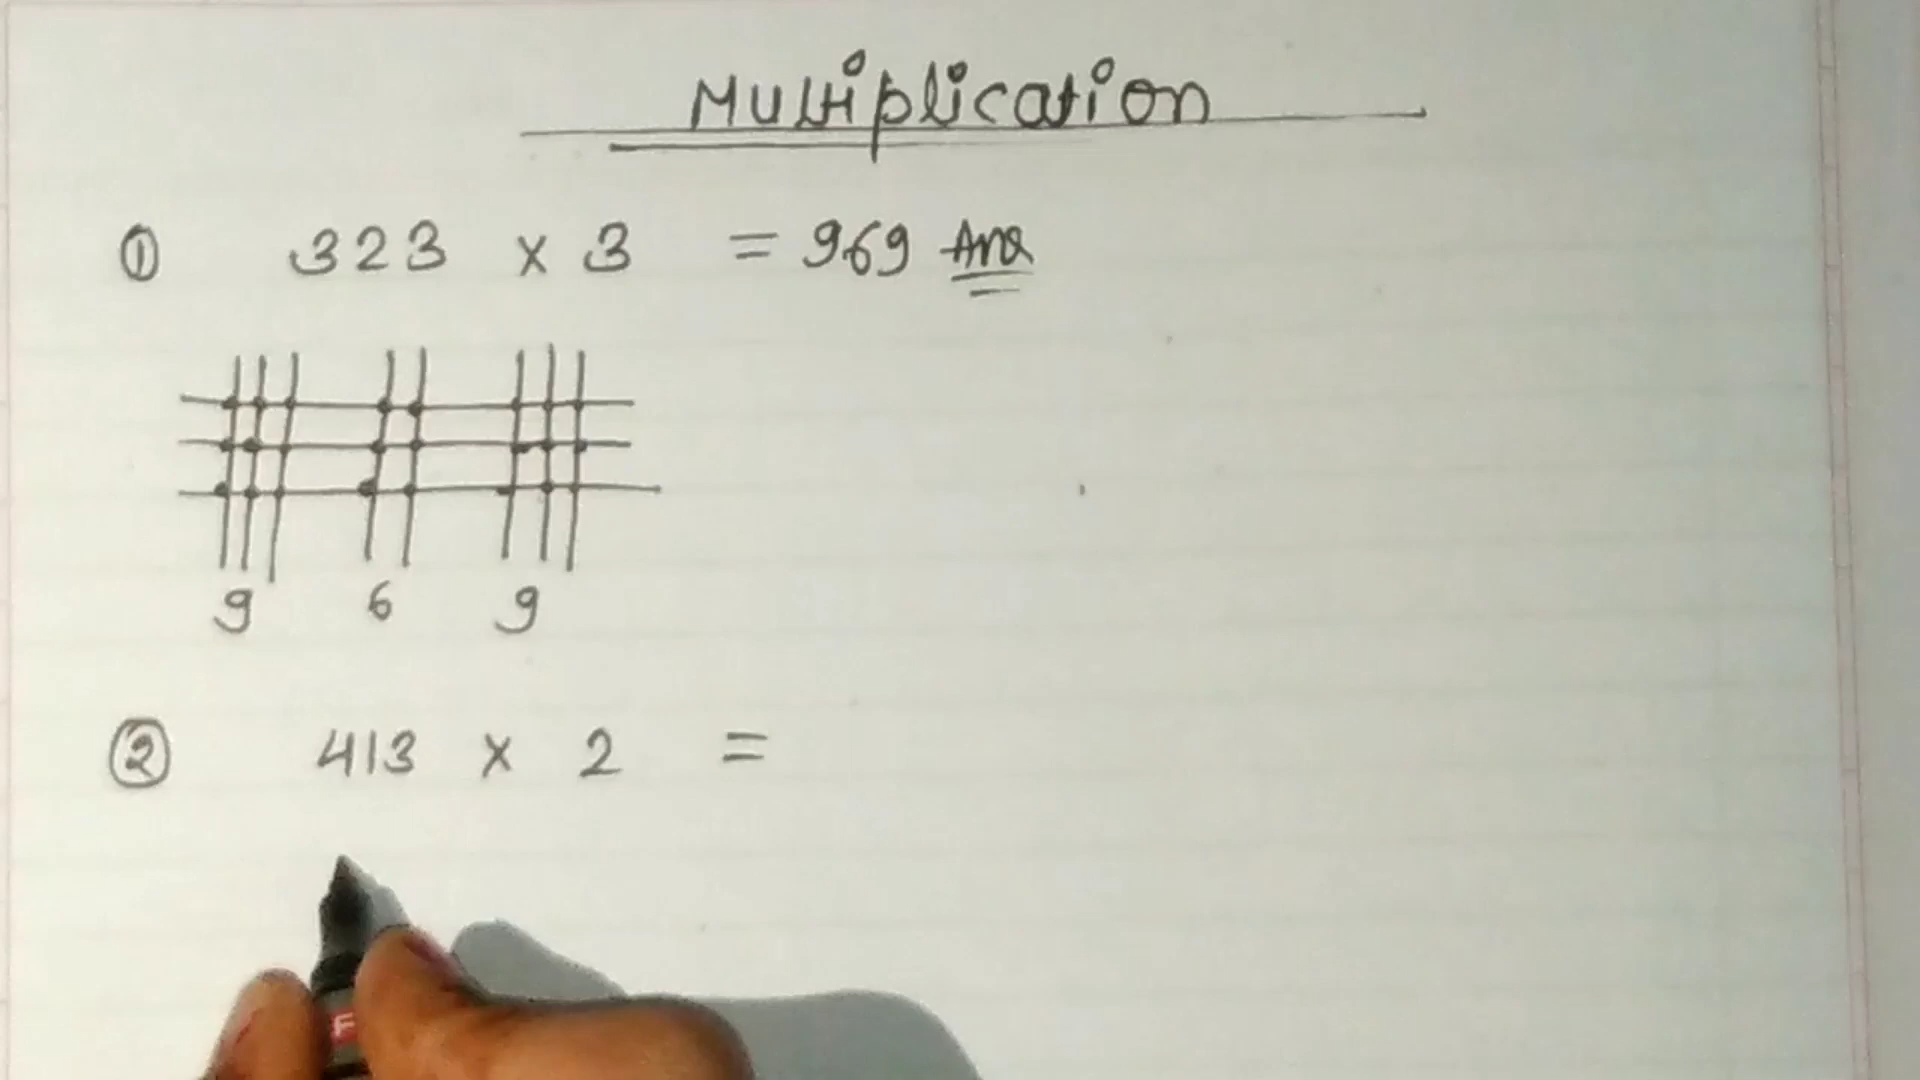 Multiplication
① 323 × 3 = 969 Ans
9 6 9
② 413 × 2 =
F